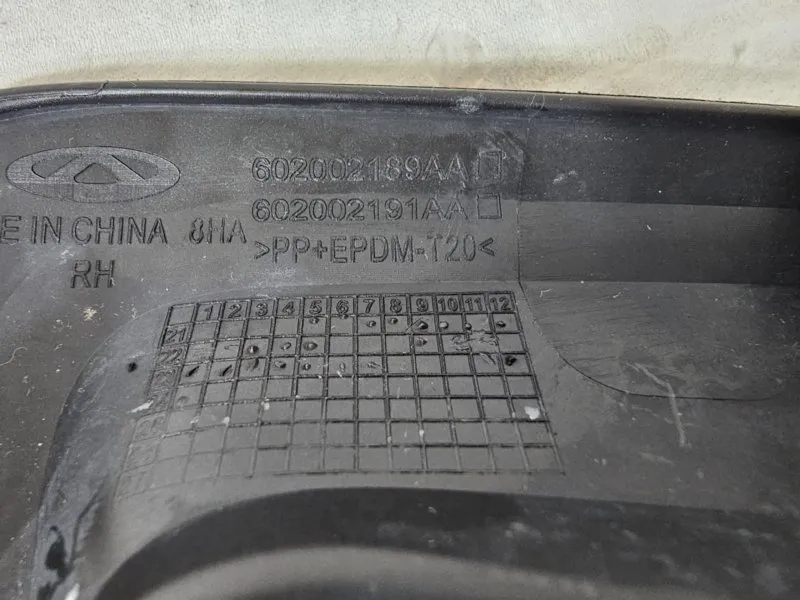 602002189AA
602002191AA
E IN CHINA 8HA
>PP+EPDM-T20<
RH
1 2 3 4 5 6 7 8 9 10 11 12
21
22